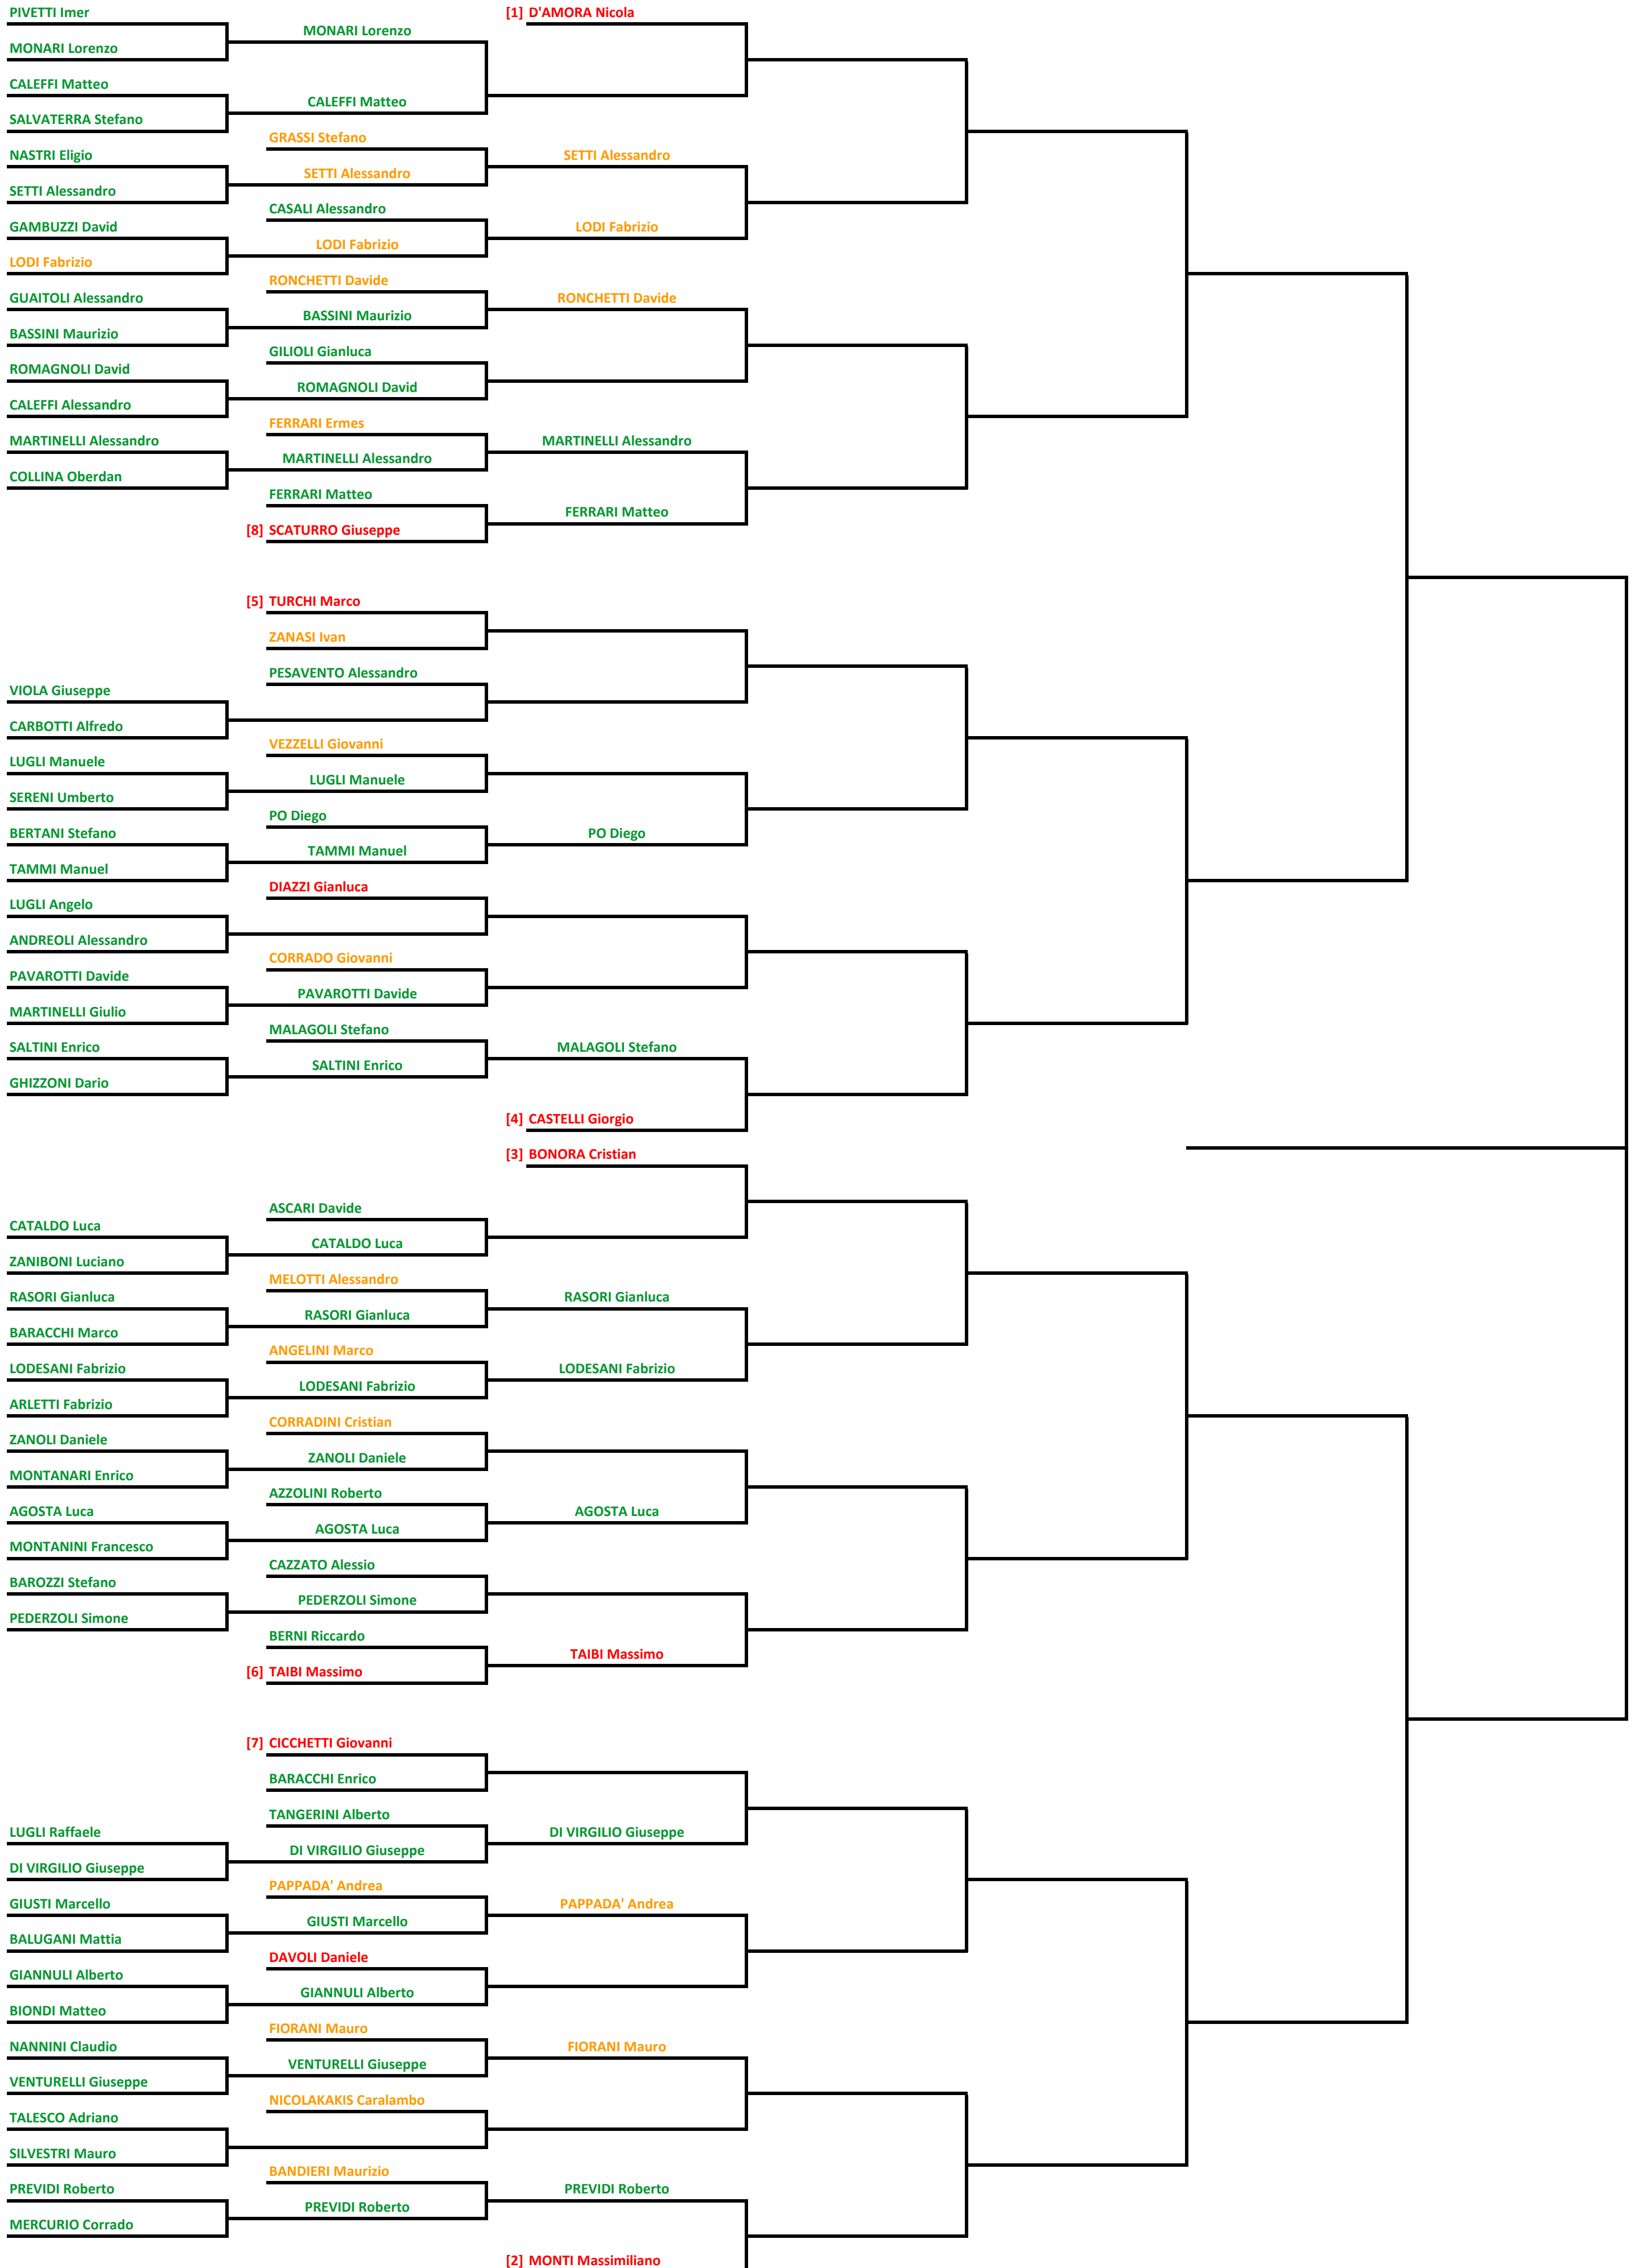 PIVETTI Imer
[1] D'AMORA Nicola
MONARI Lorenzo
MONARI Lorenzo
CALEFFI Matteo
CALEFFI Matteo
SALVATERRA Stefano
GRASSI Stefano
NASTRI Eligio
SETTI Alessandro
SETTI Alessandro
SETTI Alessandro
CASALI Alessandro
GAMBUZZI David
LODI Fabrizio
LODI Fabrizio
LODI Fabrizio
RONCHETTI Davide
GUAITOLI Alessandro
RONCHETTI Davide
BASSINI Maurizio
BASSINI Maurizio
GILIOLI Gianluca
ROMAGNOLI David
ROMAGNOLI David
CALEFFI Alessandro
FERRARI Ermes
MARTINELLI Alessandro
MARTINELLI Alessandro
MARTINELLI Alessandro
COLLINA Oberdan
FERRARI Matteo
FERRARI Matteo
[8] SCATURRO Giuseppe
[5] TURCHI Marco
ZANASI Ivan
PESAVENTO Alessandro
VIOLA Giuseppe
CARBOTTI Alfredo
VEZZELLI Giovanni
LUGLI Manuele
LUGLI Manuele
SERENI Umberto
PO Diego
BERTANI Stefano
PO Diego
TAMMI Manuel
TAMMI Manuel
DIAZZI Gianluca
LUGLI Angelo
ANDREOLI Alessandro
CORRADO Giovanni
PAVAROTTI Davide
PAVAROTTI Davide
MARTINELLI Giulio
MALAGOLI Stefano
SALTINI Enrico
MALAGOLI Stefano
SALTINI Enrico
GHIZZONI Dario
[4] CASTELLI Giorgio
[3] BONORA Cristian
ASCARI Davide
CATALDO Luca
CATALDO Luca
ZANIBONI Luciano
MELOTTI Alessandro
RASORI Gianluca
RASORI Gianluca
RASORI Gianluca
BARACCHI Marco
ANGELINI Marco
LODESANI Fabrizio
LODESANI Fabrizio
LODESANI Fabrizio
ARLETTI Fabrizio
CORRADINI Cristian
ZANOLI Daniele
ZANOLI Daniele
MONTANARI Enrico
AZZOLINI Roberto
AGOSTA Luca
AGOSTA Luca
AGOSTA Luca
MONTANINI Francesco
CAZZATO Alessio
BAROZZI Stefano
PEDERZOLI Simone
PEDERZOLI Simone
BERNI Riccardo
TAIBI Massimo
[6] TAIBI Massimo
[7] CICCHETTI Giovanni
BARACCHI Enrico
TANGERINI Alberto
LUGLI Raffaele
DI VIRGILIO Giuseppe
DI VIRGILIO Giuseppe
DI VIRGILIO Giuseppe
PAPPADA' Andrea
GIUSTI Marcello
PAPPADA' Andrea
GIUSTI Marcello
BALUGANI Mattia
DAVOLI Daniele
GIANNULI Alberto
GIANNULI Alberto
BIONDI Matteo
FIORANI Mauro
NANNINI Claudio
FIORANI Mauro
VENTURELLI Giuseppe
VENTURELLI Giuseppe
NICOLAKAKIS Caralambo
TALESCO Adriano
SILVESTRI Mauro
BANDIERI Maurizio
PREVIDI Roberto
PREVIDI Roberto
PREVIDI Roberto
MERCURIO Corrado
[2] MONTI Massimiliano